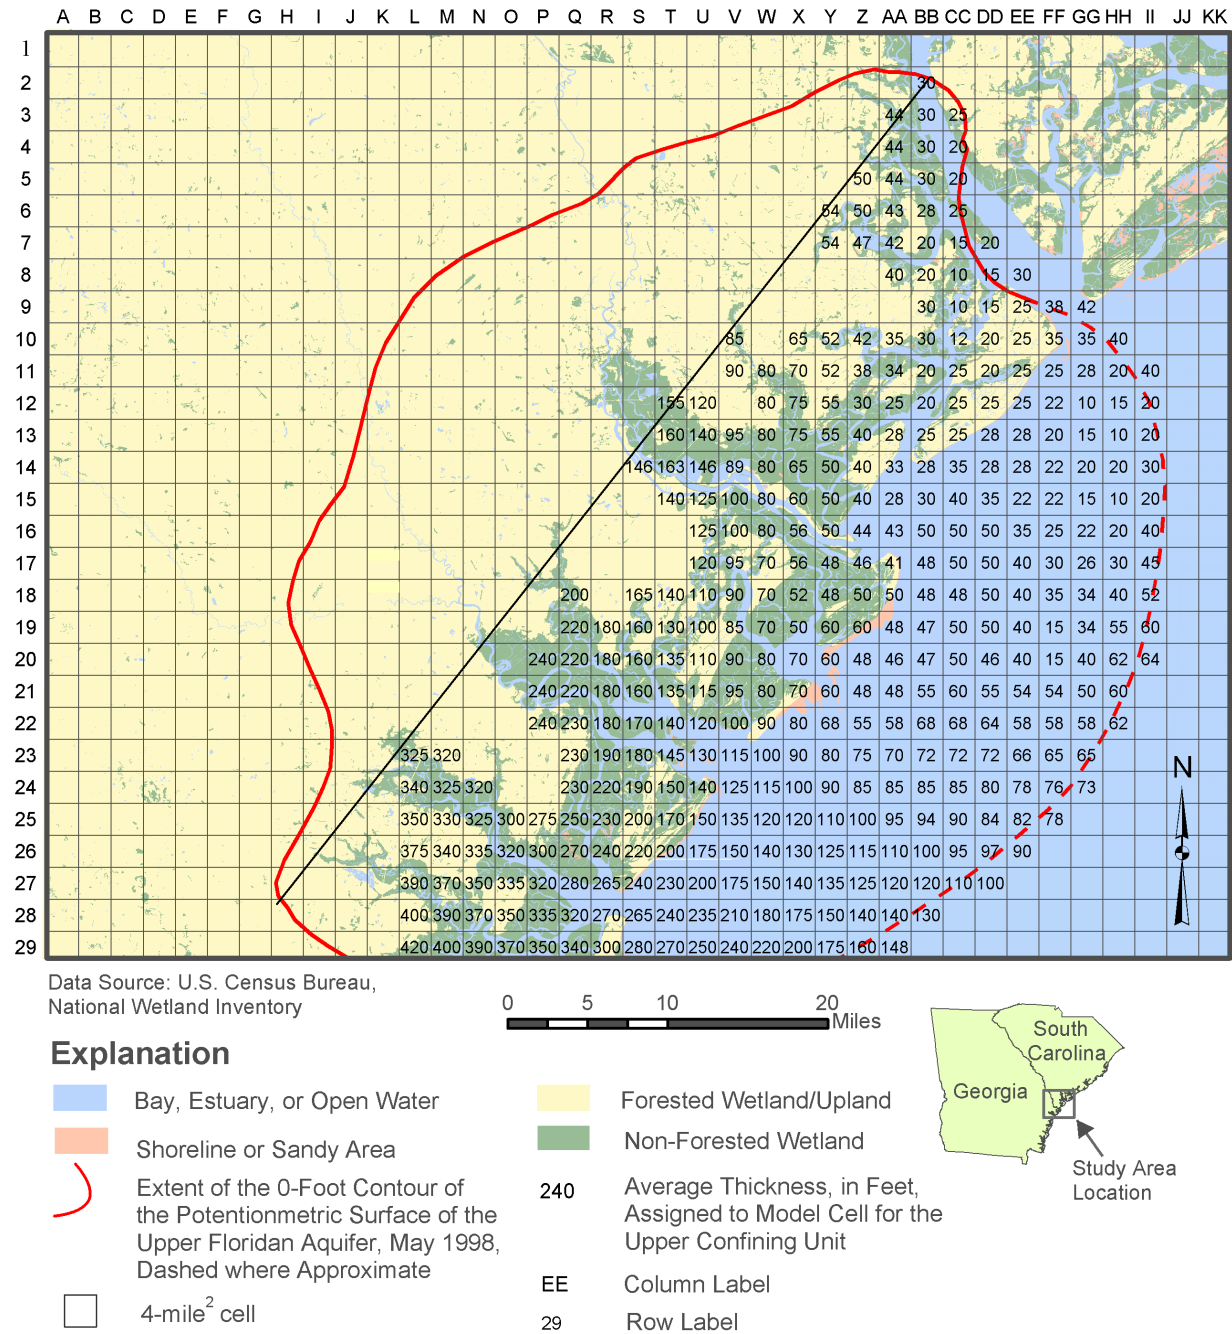 A B C D E F G H I J K L M N O P Q R S T U V W X Y Z AA BB CC DD EE FF GG HH II JJ KK
1
2 30
3 44 30 25
4 44 30 20
5 50 44 30 20
6 54 50 43 28 25
7 54 47 42 20 15 20
8 40 20 10 15 30
9 30 10 15 25 38 42
10 85 65 52 42 35 30 12 20 25 35 35 40
11 90 80 70 52 38 34 20 25 20 25 25 28 20 40
12 155 120 80 75 55 30 25 20 25 25 25 22 10 15 20
13 160 140 95 80 75 55 40 28 25 25 28 28 20 15 10 20
14 146 163 146 89 80 65 50 40 33 28 35 28 28 22 20 20 30
15 140 125 100 80 60 50 40 28 30 40 35 22 22 15 10 20
16 125 100 80 56 50 44 43 50 50 50 35 25 22 20 40
17 120 95 70 56 48 46 41 48 50 50 40 30 26 30 45
18 200 165 140 110 90 70 52 48 50 50 48 48 50 40 35 34 40 52
19 220 180 160 130 100 85 70 50 60 60 48 47 50 50 40 15 34 55 60
20 240 220 180 160 135 110 90 80 70 60 48 46 47 50 46 40 15 40 62 64
21 240 220 180 160 135 115 95 80 70 60 48 48 55 60 55 54 54 50 60
22 240 230 180 170 140 120 100 90 80 68 55 58 68 68 64 58 58 58 62
23 325 320 230 190 180 145 130 115 100 90 80 75 70 72 72 72 66 65 65
24 340 325 320 230 220 190 150 140 125 115 100 90 85 85 85 85 80 78 76 73
25 350 330 325 300 275 250 230 200 170 150 135 120 120 110 100 95 94 90 84 82 78
26 375 340 335 320 300 270 240 220 200 175 150 140 130 125 115 110 100 95 97 90
27 390 370 350 335 320 280 265 240 230 200 175 150 140 135 125 120 120 110 100
28 400 390 370 350 335 320 270 265 240 235 210 180 175 150 140 140 130
29 420 400 390 370 350 340 300 280 270 250 240 220 200 175 160 148
N
Data Source: U.S. Census Bureau,
National Wetland Inventory
0 5 10 20
Miles
Explanation
Bay, Estuary, or Open Water
Shoreline or Sandy Area
Extent of the 0-Foot Contour of
the Potentionmetric Surface of the
Upper Floridan Aquifer, May 1998,
Dashed where Approximate
4-mile2 cell
Forested Wetland/Upland
Non-Forested Wetland
240 Average Thickness, in Feet,
Assigned to Model Cell for the
Upper Confining Unit
EE Column Label
29 Row Label
South
Carolina
Georgia
Study Area
Location